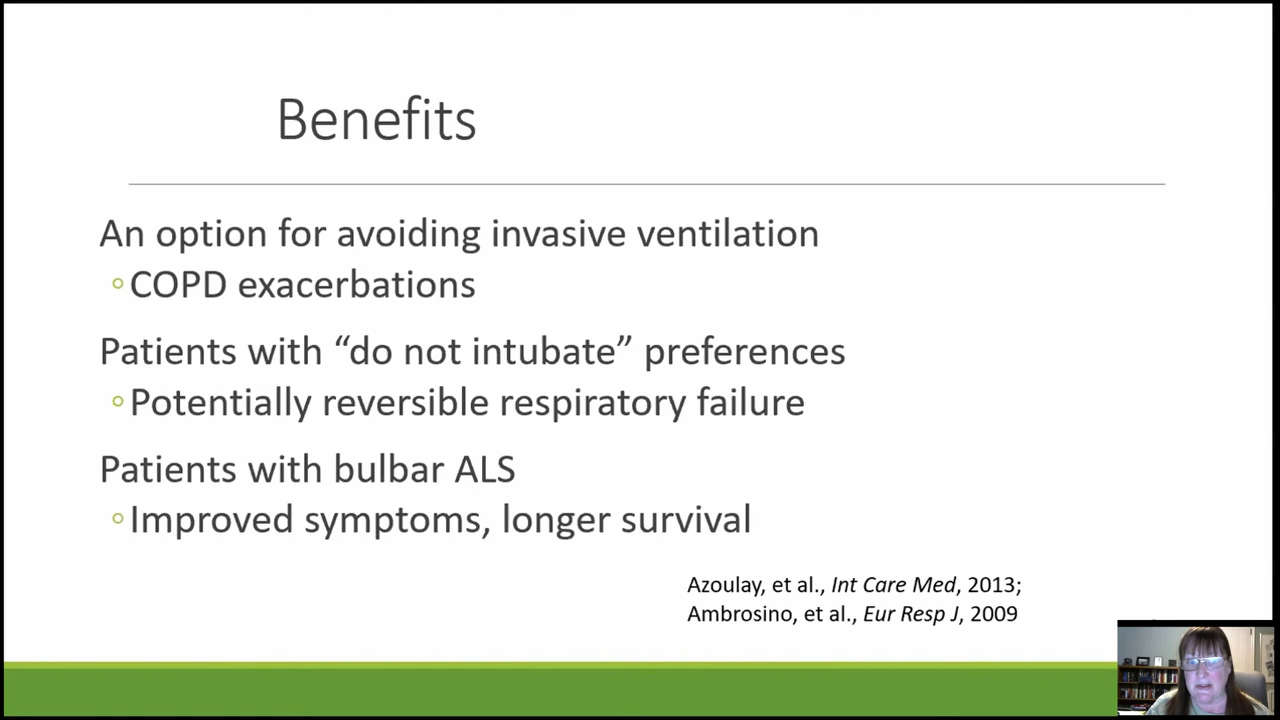 Benefits
An option for avoiding invasive ventilation
◦COPD exacerbations
Patients with “do not intubate” preferences
◦Potentially reversible respiratory failure
Patients with bulbar ALS
◦Improved symptoms, longer survival
Azoulay, et al., Int Care Med, 2013;
Ambrosino, et al., Eur Resp J, 2009